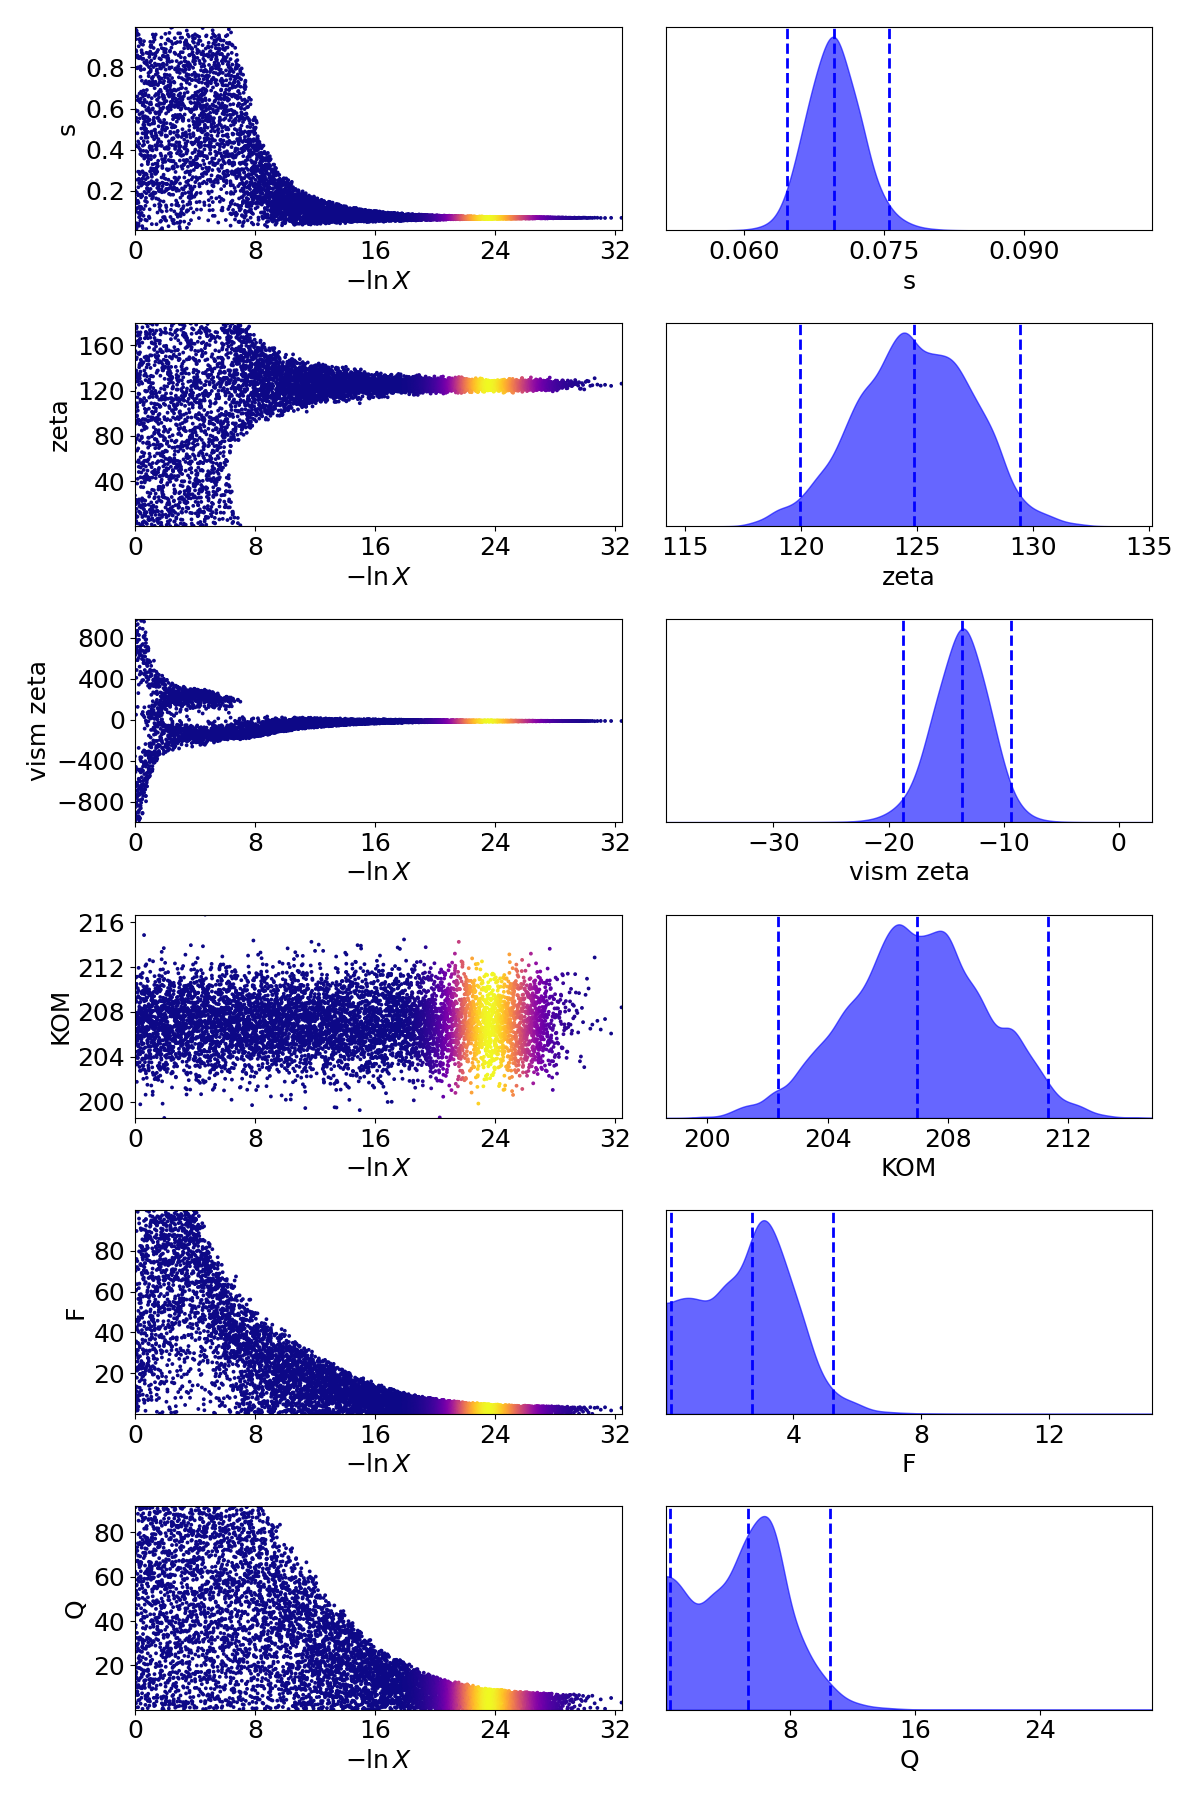 0.8
0.6
0.4
0.2
s
0 8 16 24 32
−ln X
0.060 0.075 0.090
s
160
120
80
40
zeta
0 8 16 24 32
−ln X
115 120 125 130 135
zeta
800
400
0
−400
−800
vism zeta
0 8 16 24 32
−ln X
−30 −20 −10 0
vism zeta
216
212
208
204
200
KOM
0 8 16 24 32
−ln X
200 204 208 212
KOM
80
60
40
20
F
0 8 16 24 32
−ln X
4 8 12
F
80
60
40
20
Q
0 8 16 24 32
−ln X
8 16 24
Q